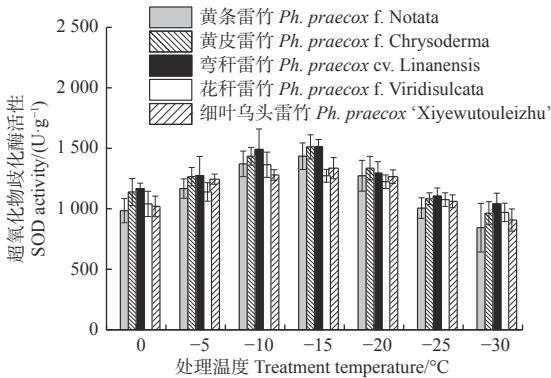 2 500
2 000
1 500
1 000
500
0
超氧化物歧化酶活性
SOD activity/(U·g⁻¹)
黄条雷竹 Ph. praecox f. Notata
黄皮雷竹 Ph. praecox f. Chrysoderma
弯秆雷竹 Ph. praecox cv. Linanensis
花秆雷竹 Ph. praecox f. Viridisulcata
细叶乌头雷竹 Ph. praecox ‘Xiyewutouleizhu’
0 −5 −10 −15 −20 −25 −30
处理温度 Treatment temperature/°C